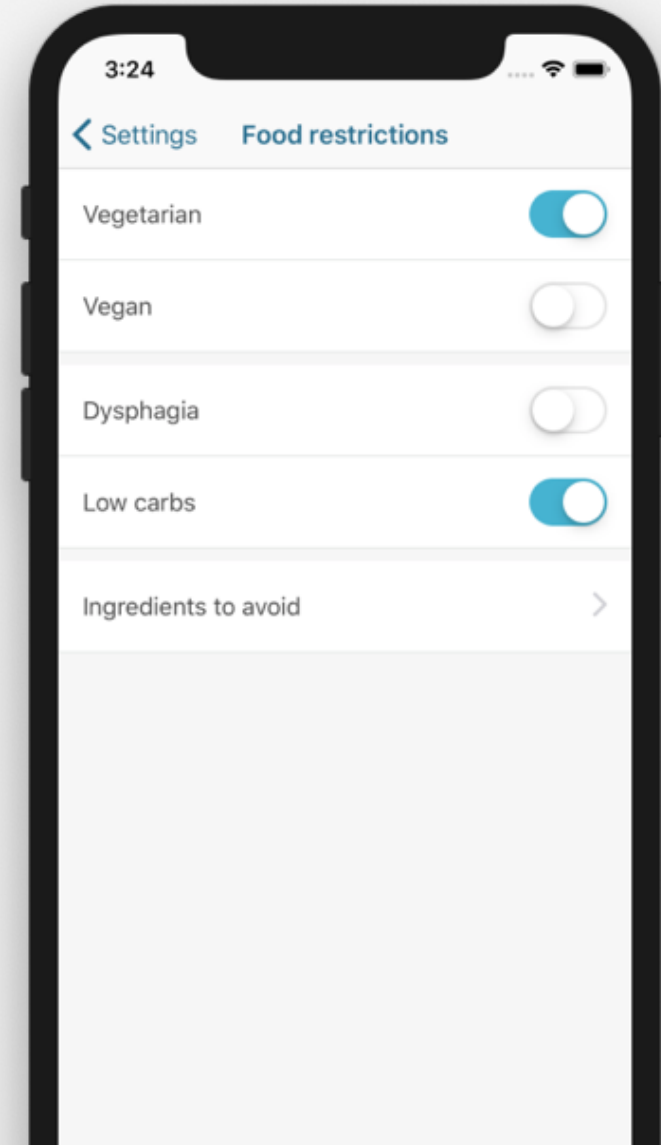 3:24
Settings Food restrictions
Vegetarian
Vegan
Dysphagia
Low carbs
Ingredients to avoid